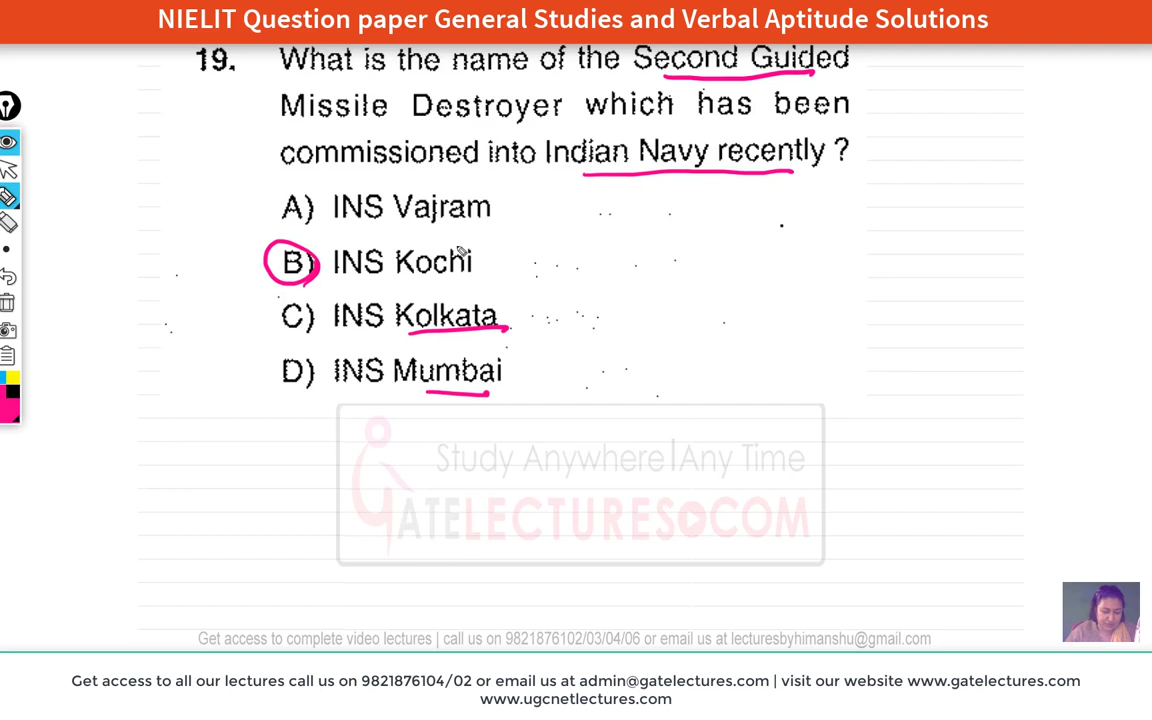 NIELIT Question paper General Studies and Verbal Aptitude Solutions
19. What is the name of the Second Guided
Missile Destroyer which has been
commissioned into Indian Navy recently ?
A) INS Vajram
B) INS Kochi
C) INS Kolkata
D) INS Mumbai
Study Anywhere|Any Time
GATELECTURES.COM
Get access to complete video lectures | call us on 9821876102/03/04/06 or email us at lecturesbyhimanshu@gmail.com
Get access to all our lectures call us on 9821876104/02 or email us at admin@gatelectures.com | visit our website www.gatelectures.com
www.ugcnetlectures.com